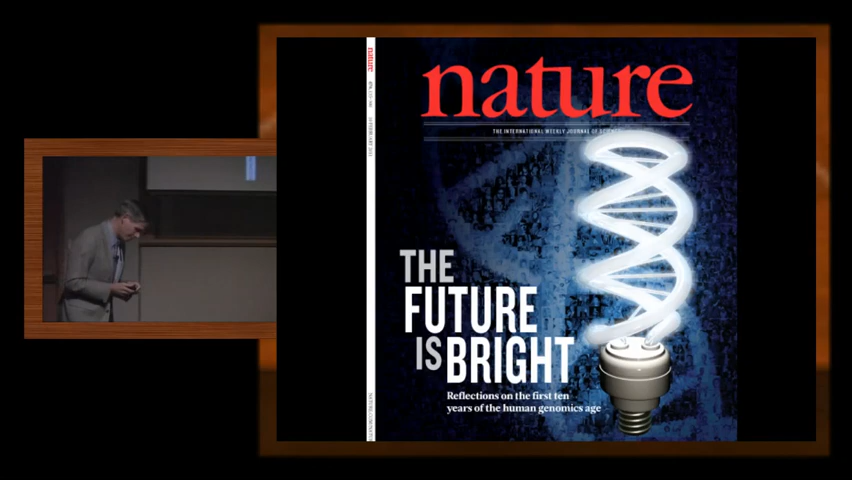 nature
THE INTERNATIONAL WEEKLY JOURNAL OF SCIENCE
THE
FUTURE
IS BRIGHT
Reflections on the first ten
years of the human genomics age
nature